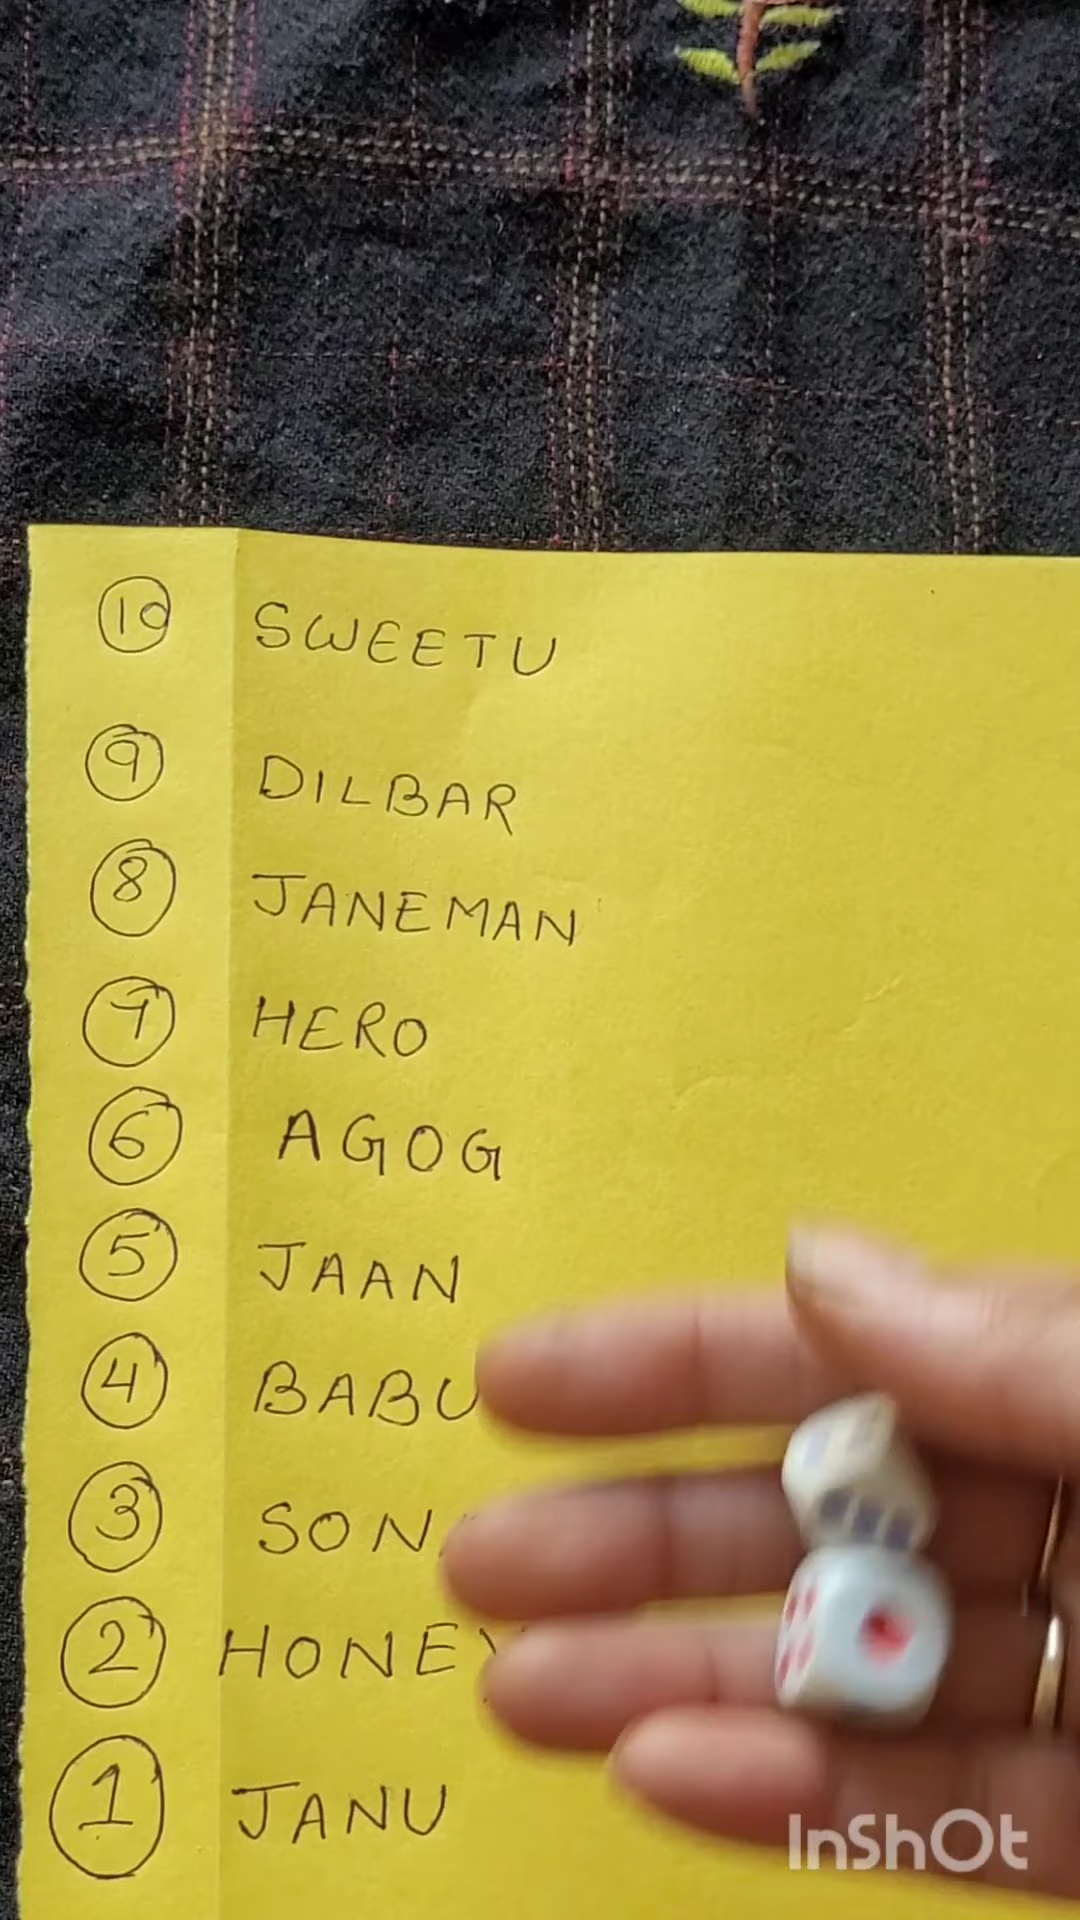 10 SWEETU
9 DILBAR
8 JANEMAN
7 HERO
6 AGOG
5 JAAN
4 BABU
3 SON
2 HONEY
1 JANU
InShOt